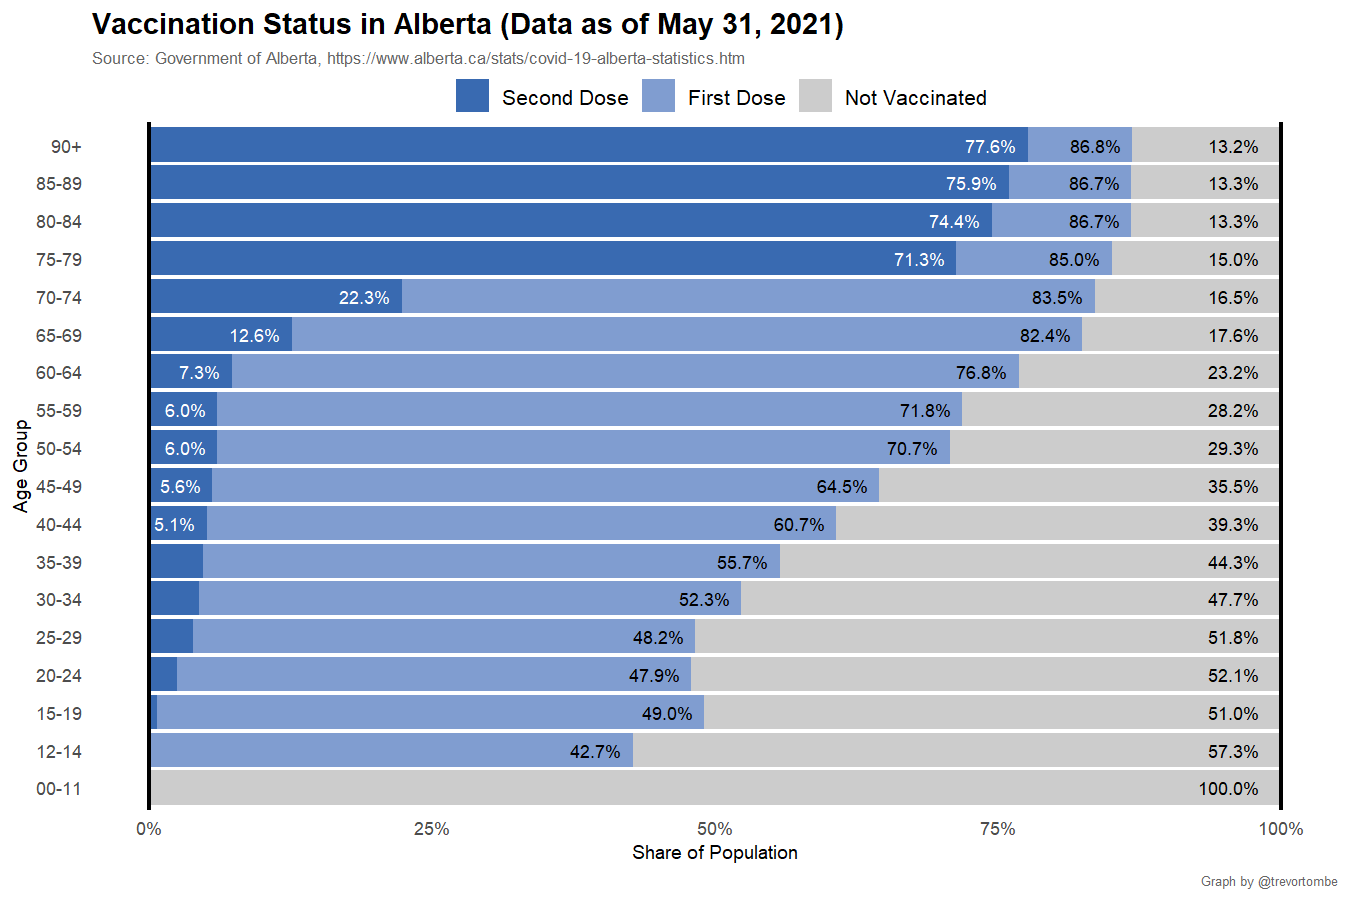 Vaccination Status in Alberta (Data as of May 31, 2021)
Source: Government of Alberta, https://www.alberta.ca/stats/covid-19-alberta-statistics.htm
Second Dose First Dose Not Vaccinated
90+ 77.6% 86.8% 13.2%
85-89 75.9% 86.7% 13.3%
80-84 74.4% 86.7% 13.3%
75-79 71.3% 85.0% 15.0%
70-74 22.3% 83.5% 16.5%
65-69 12.6% 82.4% 17.6%
60-64 7.3% 76.8% 23.2%
55-59 6.0% 71.8% 28.2%
50-54 6.0% 70.7% 29.3%
45-49 5.6% 64.5% 35.5%
40-44 5.1% 60.7% 39.3%
35-39 55.7% 44.3%
30-34 52.3% 47.7%
25-29 48.2% 51.8%
20-24 47.9% 52.1%
15-19 49.0% 51.0%
12-14 42.7% 57.3%
00-11 100.0%
Age Group
0% 25% 50% 75% 100%
Share of Population
Graph by @trevortombe